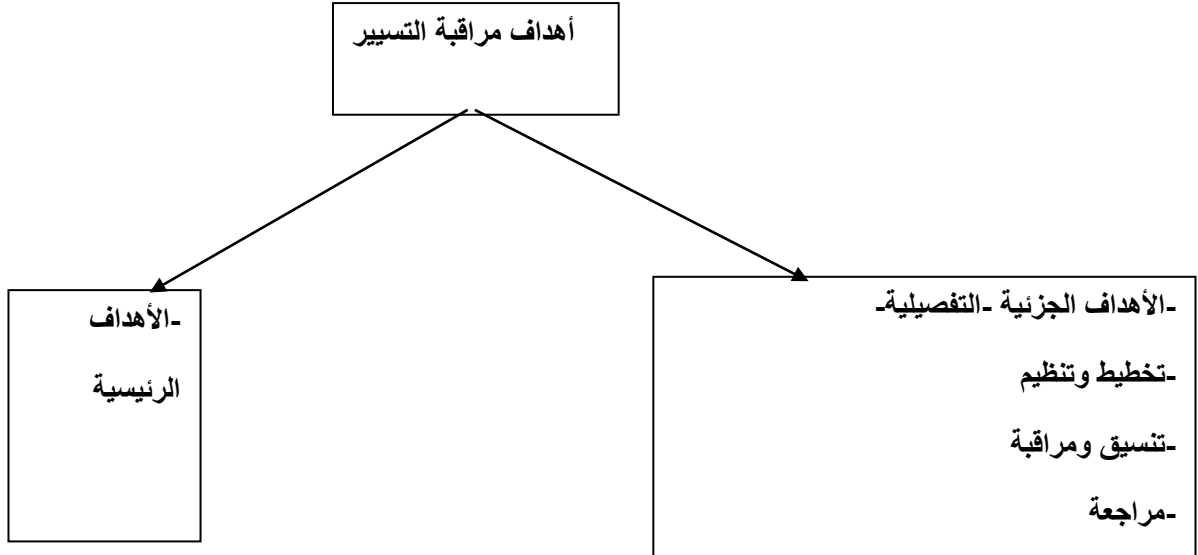 أهداف مراقبة التسيير
-الأهداف الجزئية -التفصيلية-
-تخطيط وتنظيم
-تنسيق ومراقبة
-مراجعة
-الأهداف
الرئيسية